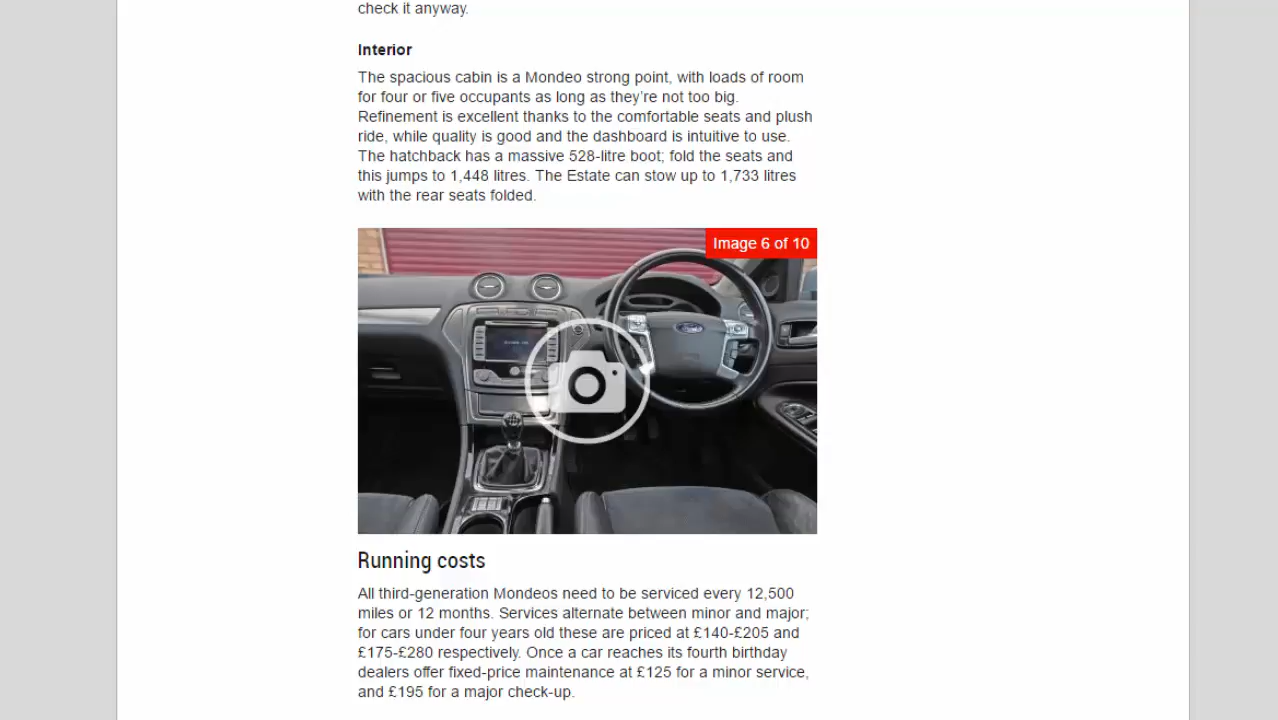 check it anyway.
Interior
The spacious cabin is a Mondeo strong point, with loads of room
for four or five occupants as long as they’re not too big.
Refinement is excellent thanks to the comfortable seats and plush
ride, while quality is good and the dashboard is intuitive to use.
The hatchback has a massive 528-litre boot; fold the seats and
this jumps to 1,448 litres. The Estate can stow up to 1,733 litres
with the rear seats folded.
Image 6 of 10
Ford
Running costs
All third-generation Mondeos need to be serviced every 12,500
miles or 12 months. Services alternate between minor and major;
for cars under four years old these are priced at £140-£205 and
£175-£280 respectively. Once a car reaches its fourth birthday
dealers offer fixed-price maintenance at £125 for a minor service,
and £195 for a major check-up.